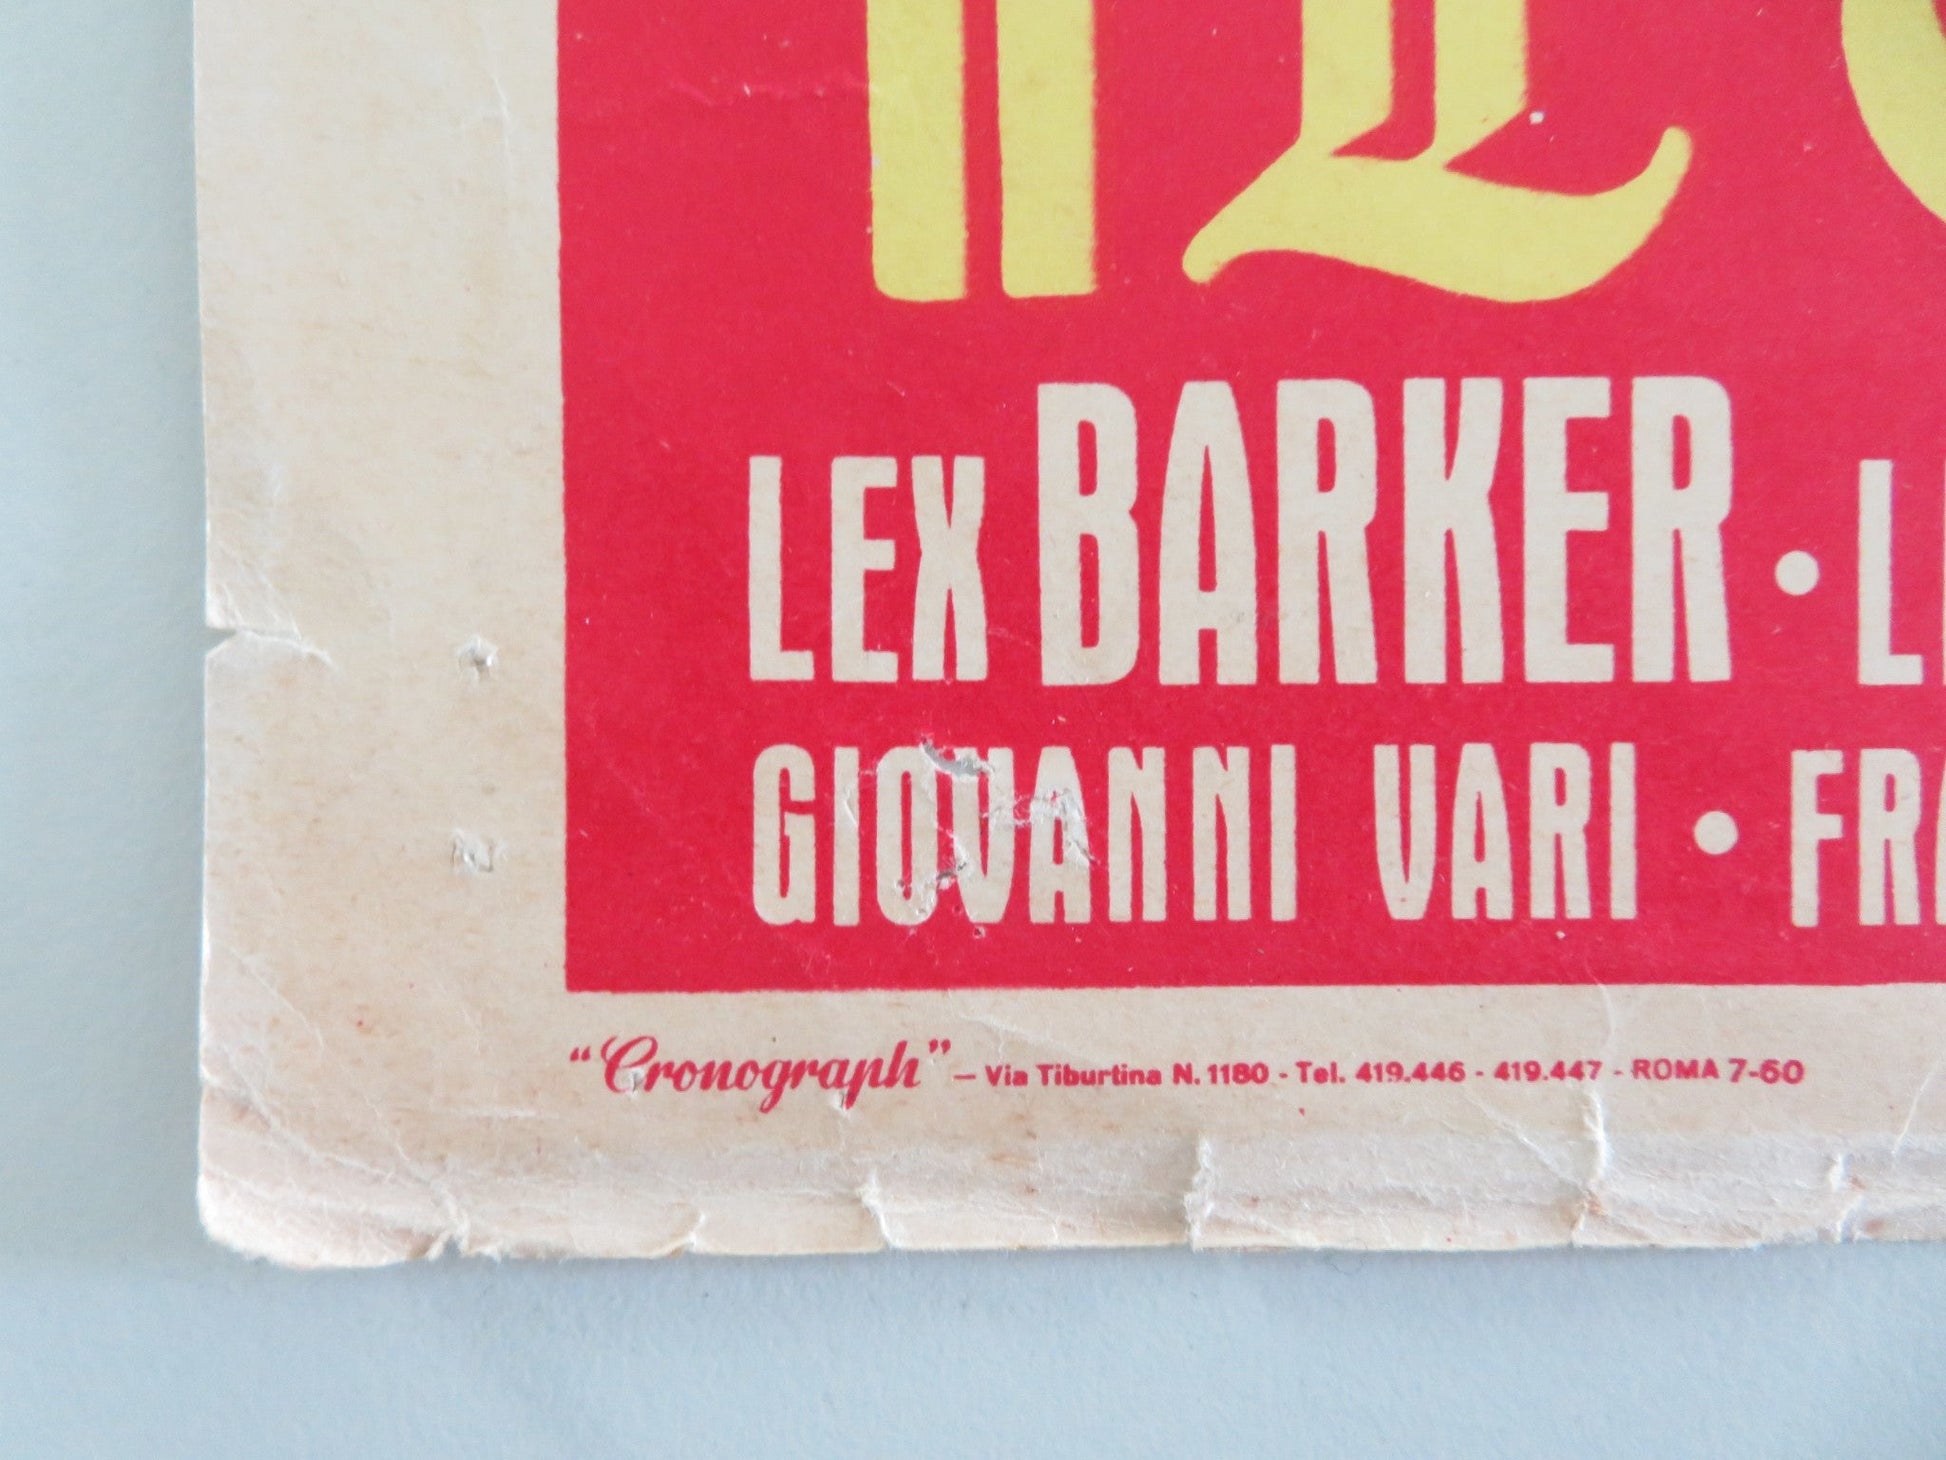 LEX BARKER •
GIOVANNI VARI •
"Cronograph" – Via Tiburtina N. 1180 - Tel. 419.446 - 419.447 - ROMA 7-60